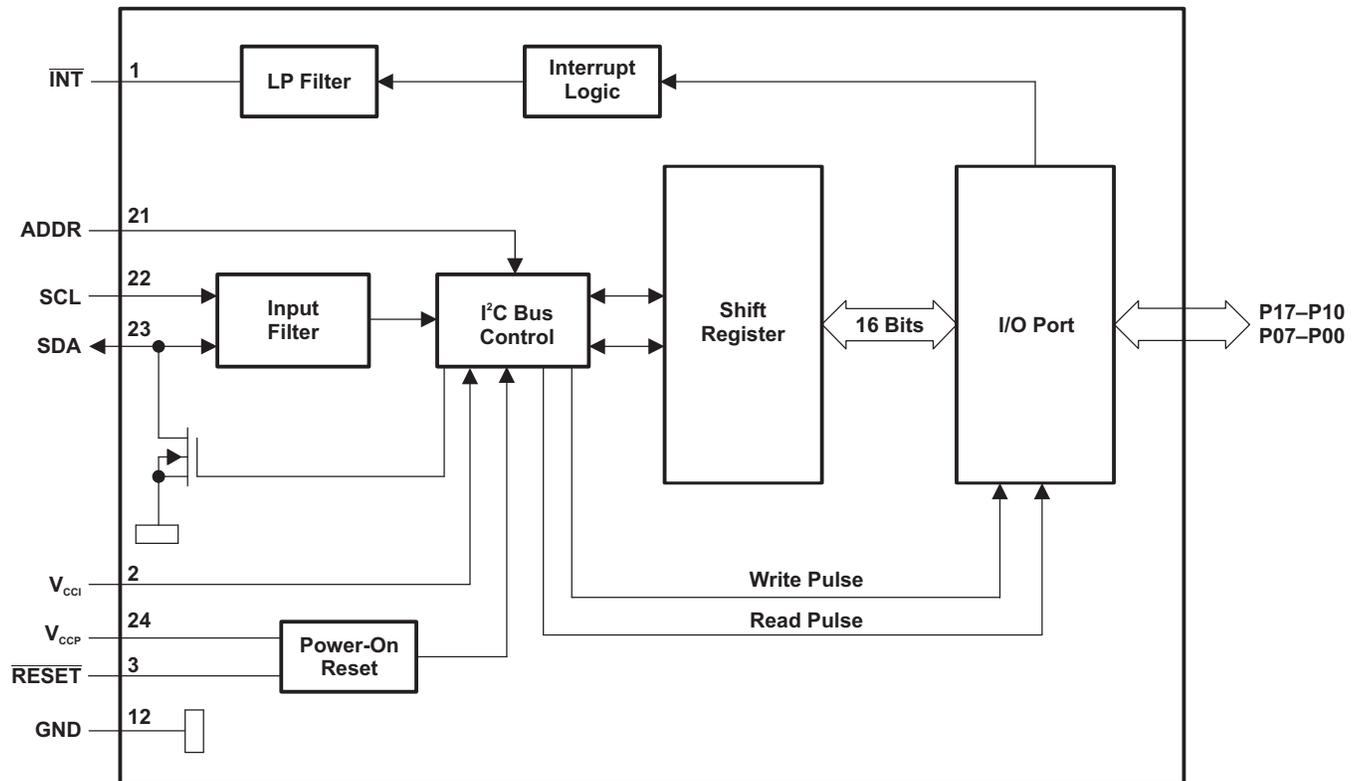 INT
1
LP Filter
Interrupt
Logic
ADDR
21
SCL
22
SDA
23
Input
Filter
I²C Bus
Control
Shift
Register
16 Bits
I/O Port
P17–P10
P07–P00
VCCI
2
Write Pulse
Read Pulse
VCCP
24
RESET
3
Power-On
Reset
GND
12